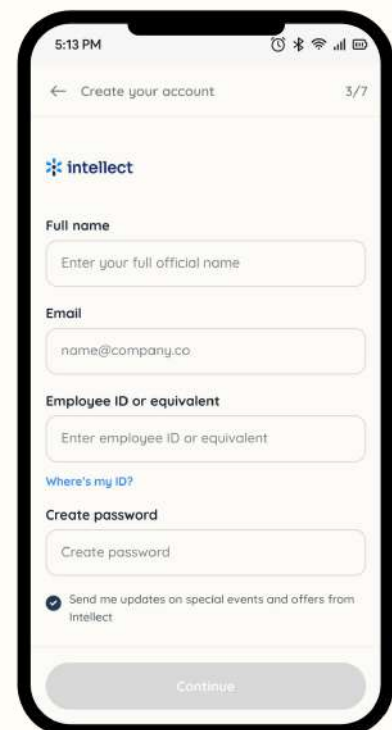 5:13 PM
Create your account 3/7
intellect
Full name
Enter your full official name
Email
name@company.co
Employee ID or equivalent
Enter employee ID or equivalent
Where's my ID?
Create password
Create password
Send me updates on special events and offers from
Intellect
Continue